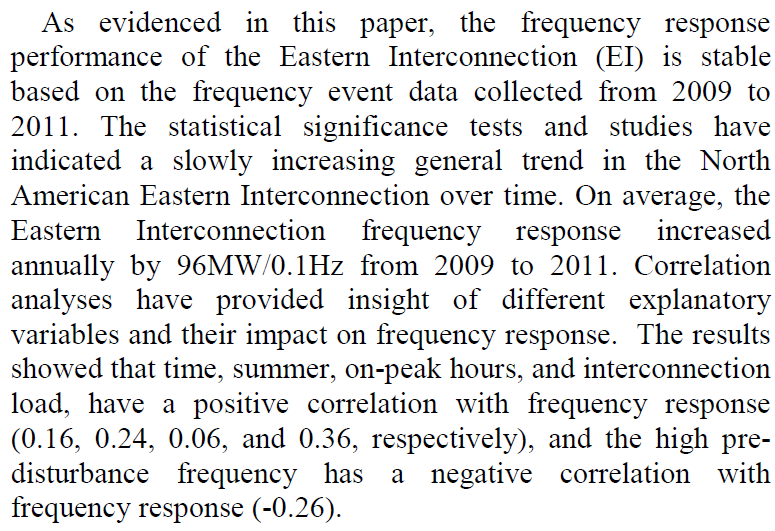 As evidenced in this paper, the frequency response
performance of the Eastern Interconnection (EI) is stable
based on the frequency event data collected from 2009 to
2011. The statistical significance tests and studies have
indicated a slowly increasing general trend in the North
American Eastern Interconnection over time. On average, the
Eastern Interconnection frequency response increased
annually by 96MW/0.1Hz from 2009 to 2011. Correlation
analyses have provided insight of different explanatory
variables and their impact on frequency response. The results
showed that time, summer, on-peak hours, and interconnection
load, have a positive correlation with frequency response
(0.16, 0.24, 0.06, and 0.36, respectively), and the high pre-
disturbance frequency has a negative correlation with
frequency response (-0.26).